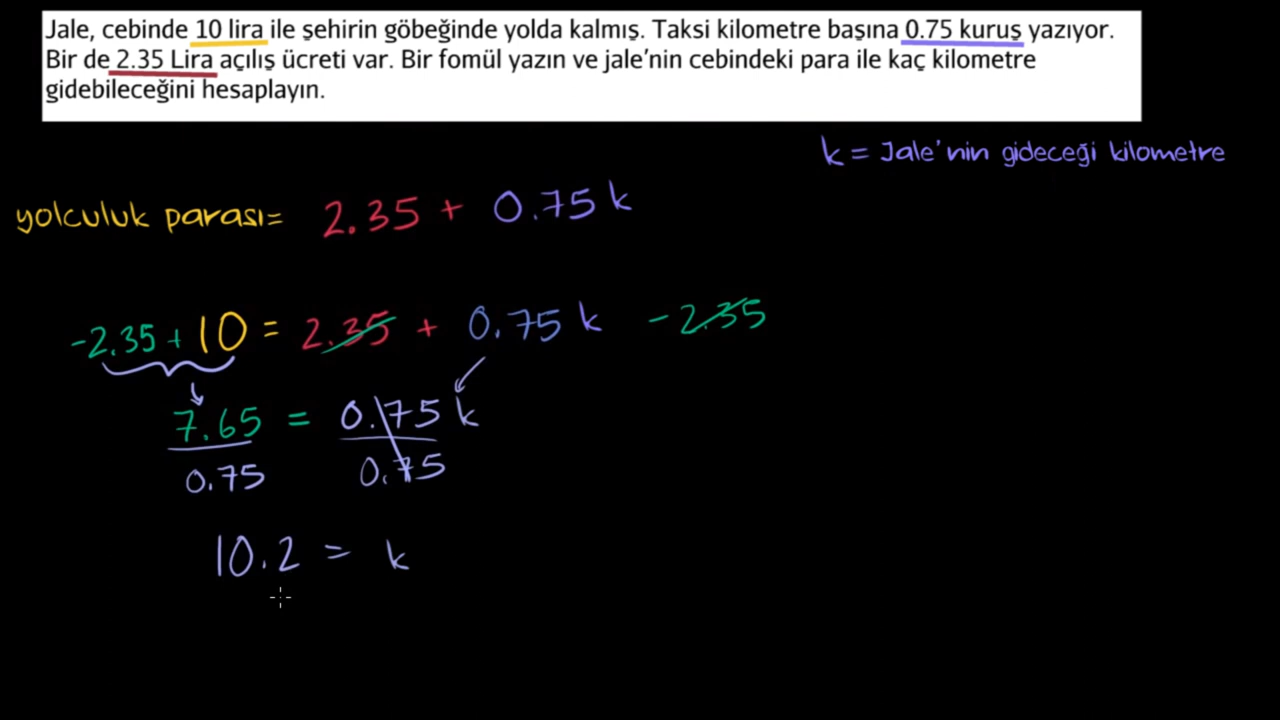 Jale, cebinde 10 lira ile şehirin göbeğinde yolda kalmış. Taksi kilometre başına 0.75 kuruş yazıyor.
Bir de 2.35 Lira açılış ücreti var. Bir fomül yazın ve jale'nin cebindeki para ile kaç kilometre
gidebileceğini hesaplayın.
k = Jale'nin gideceği kilometre
yolculuk parası= 2.35 + 0.75 k
-2.35 + 10 = 2.35 + 0.75 k - 2.35
7.65 = 0.75 k
0.75 0.75
10.2 = k